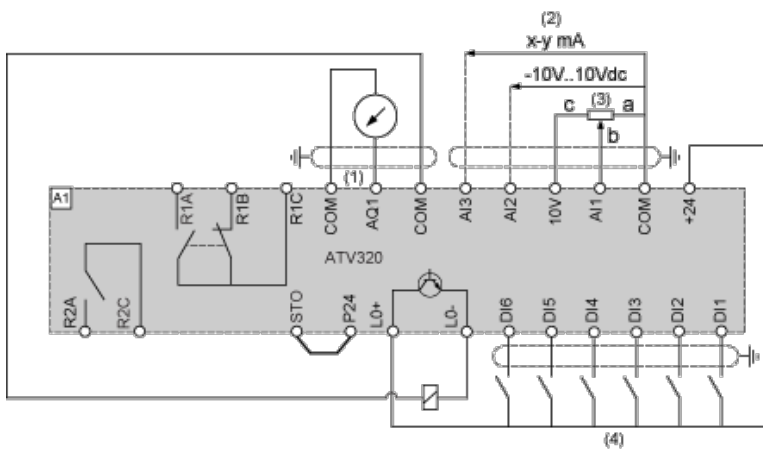 (2)
x-y mA
-10V..10Vdc
c (3) a
b
(1)
A1
R1A R1B R1C COM AQ1 COM AI3 AI2 10V AI1 COM +24
ATV320
R2A R2C STO P24 L0+ L0- DI6 DI5 DI4 DI3 DI2 DI1
(4)